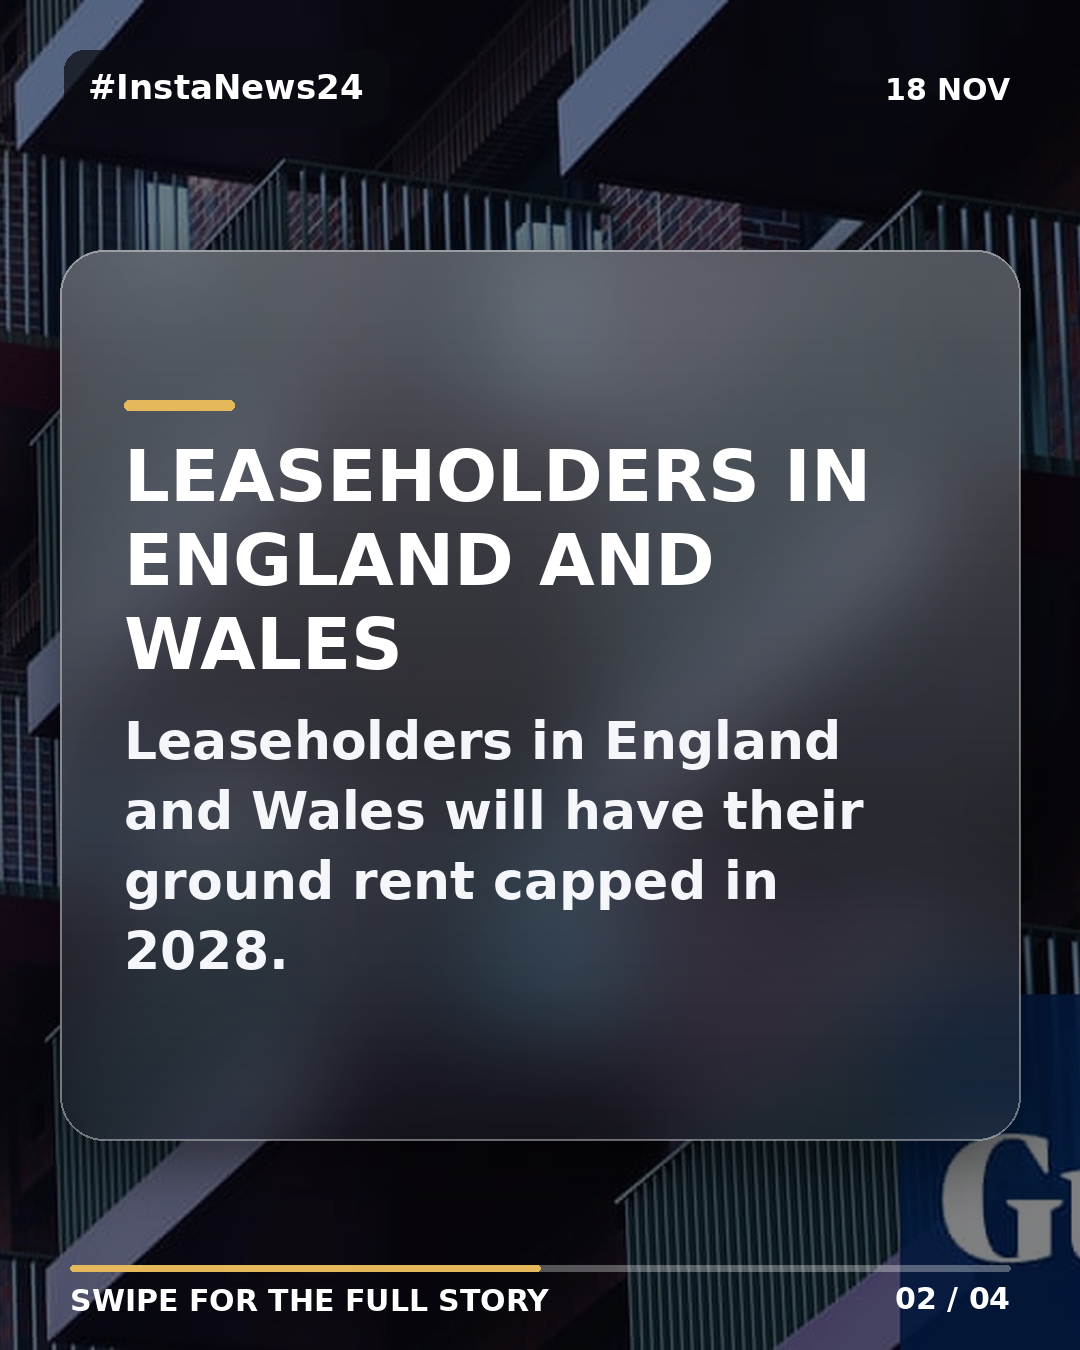 #InstaNews24
18 NOV
LEASEHOLDERS IN
ENGLAND AND
WALES
Leaseholders in England
and Wales will have their
ground rent capped in
2028.
SWIPE FOR THE FULL STORY
02 / 04